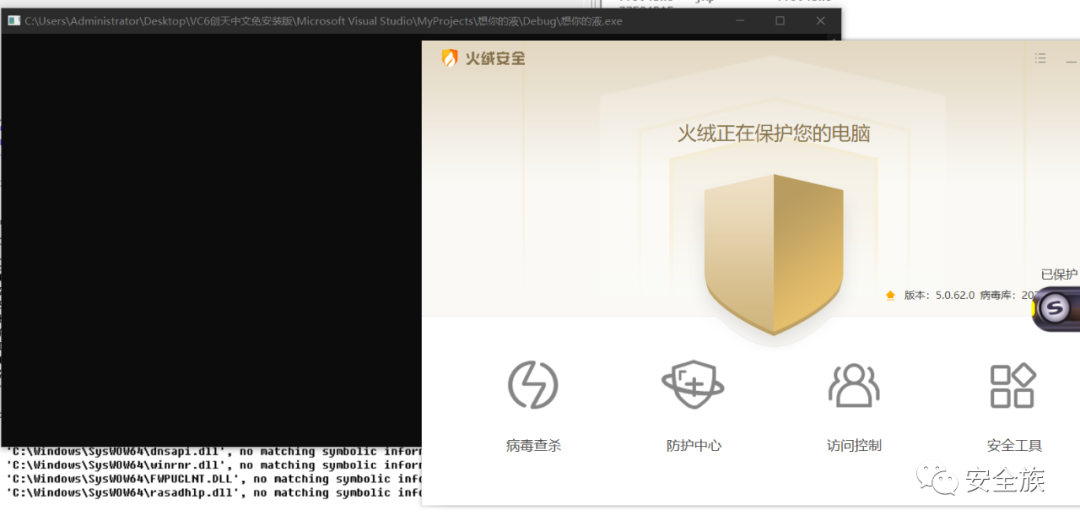 C:\Users\Administrator\Desktop\VC6创天中文免安装版\Microsoft Visual Studio\MyProjects\想你的液\Debug\想你的液.exe
火绒安全
火绒正在保护您的电脑
已保护
版本: 5.0.62.0 病毒库: 20
病毒查杀
防护中心
访问控制
安全工具
'C:\Windows\SysWOW64\dnsapi.dll', no matching symbolic infor
'C:\Windows\SysWOW64\winrnr.dll', no matching symbolic infor
'C:\Windows\SysWOW64\FWPUCLNT.DLL', no matching symbolic inf
'C:\Windows\SysWOW64\rasadhlp.dll', no matching symbolic inf
安全族